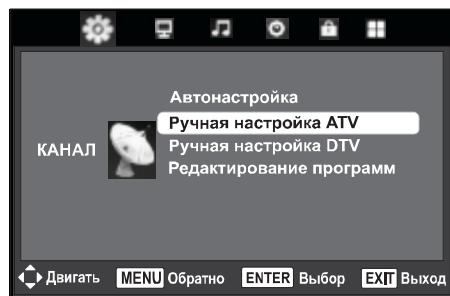 Автонастройка
Ручная настройка ATV
КАНАЛ
Ручная настройка DTV
Редактирование программ
Двигать MENU Обратно ENTER Выбор EXIT Выход